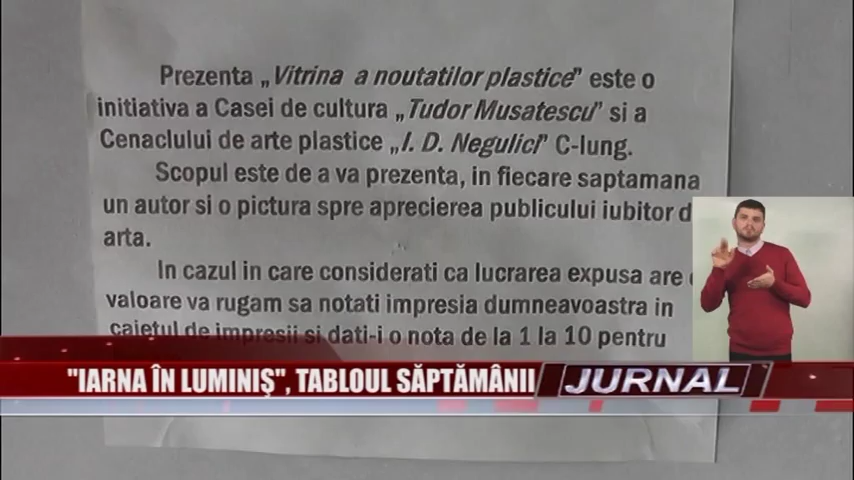 Prezenta „Vitrina a noutatilor plastice” este o
initiativa a Casei de cultura „Tudor Musatescu” si a
Cenaclului de arte plastice „I. D. Negulici” C-lung.
Scopul este de a va prezenta, in fiecare saptamana
un autor si o pictura spre aprecierea publicului iubitor d
arta.
In cazul in care considerati ca lucrarea expusa are
valoare va rugam sa notati impresia dumneavoastra in
caietul de impresii si dati-i o nota de la 1 la 10 pentru
"IARNA ÎN LUMINIŞ", TABLOUL SĂPTĂMÂNII
JURNAL